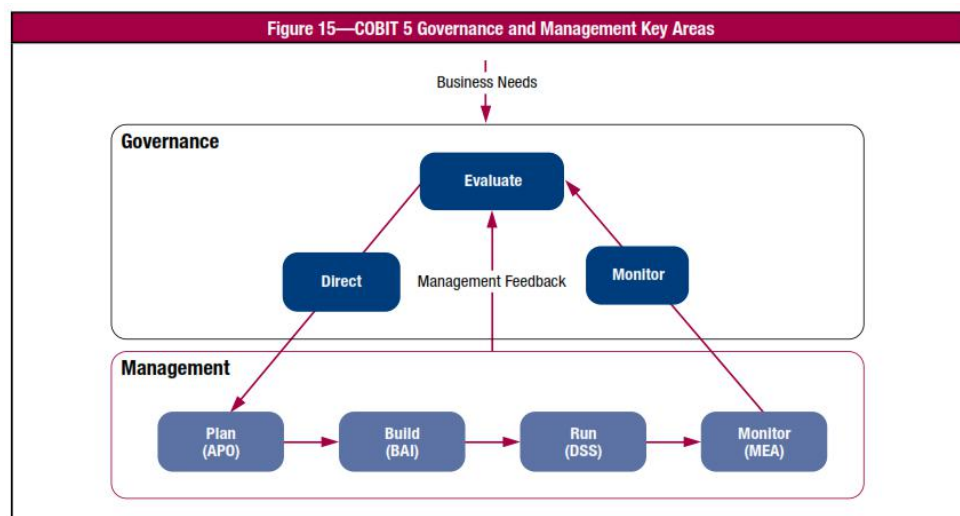 Figure 15—COBIT 5 Governance and Management Key Areas
Business Needs
Governance
Evaluate
Direct
Management Feedback
Monitor
Management
Plan
(APO)
Build
(BAI)
Run
(DSS)
Monitor
(MEA)